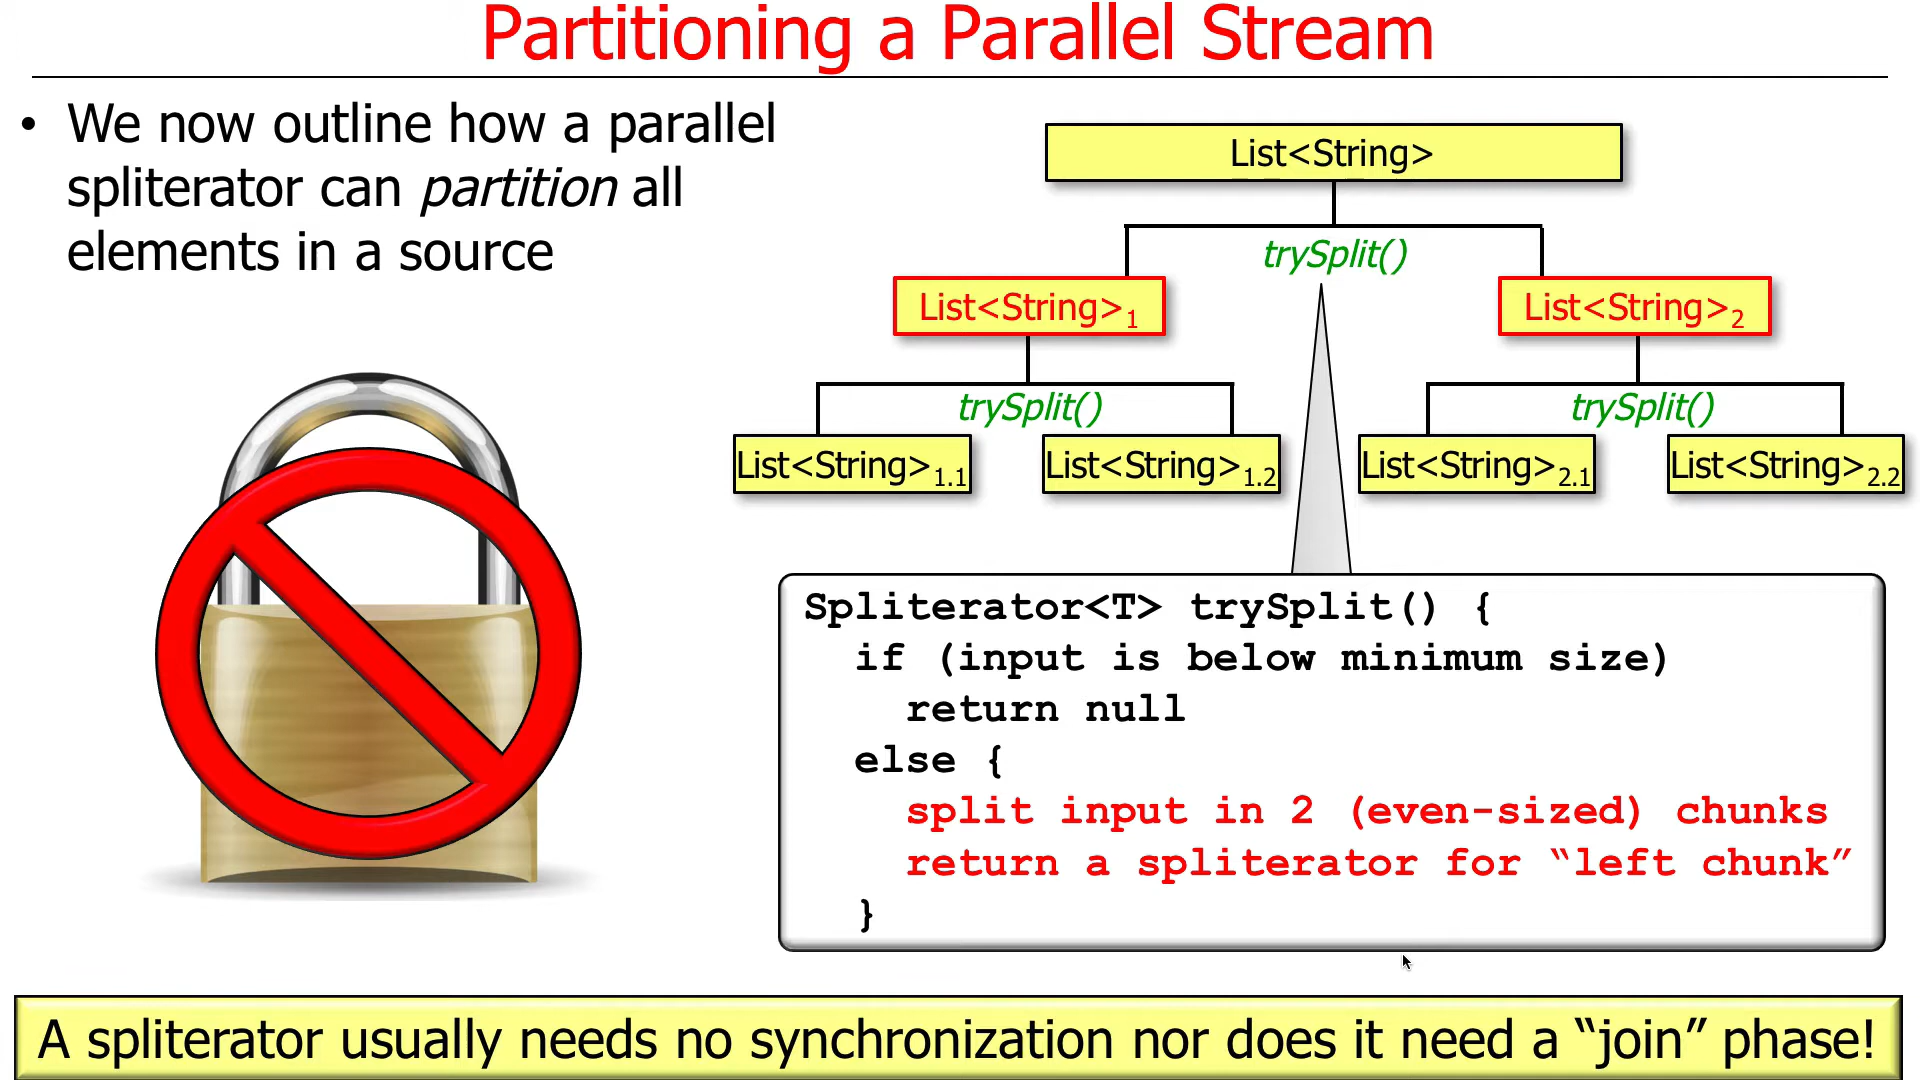 Partitioning a Parallel Stream
• We now outline how a parallel
spliterator can partition all
elements in a source
List<String>
trySplit()
List<String>1
List<String>2
trySplit()
trySplit()
List<String>1.1
List<String>1.2
List<String>2.1
List<String>2.2
Spliterator<T> trySplit() {
if (input is below minimum size)
return null
else {
split input in 2 (even-sized) chunks
return a spliterator for “left chunk”
}
A spliterator usually needs no synchronization nor does it need a “join” phase!